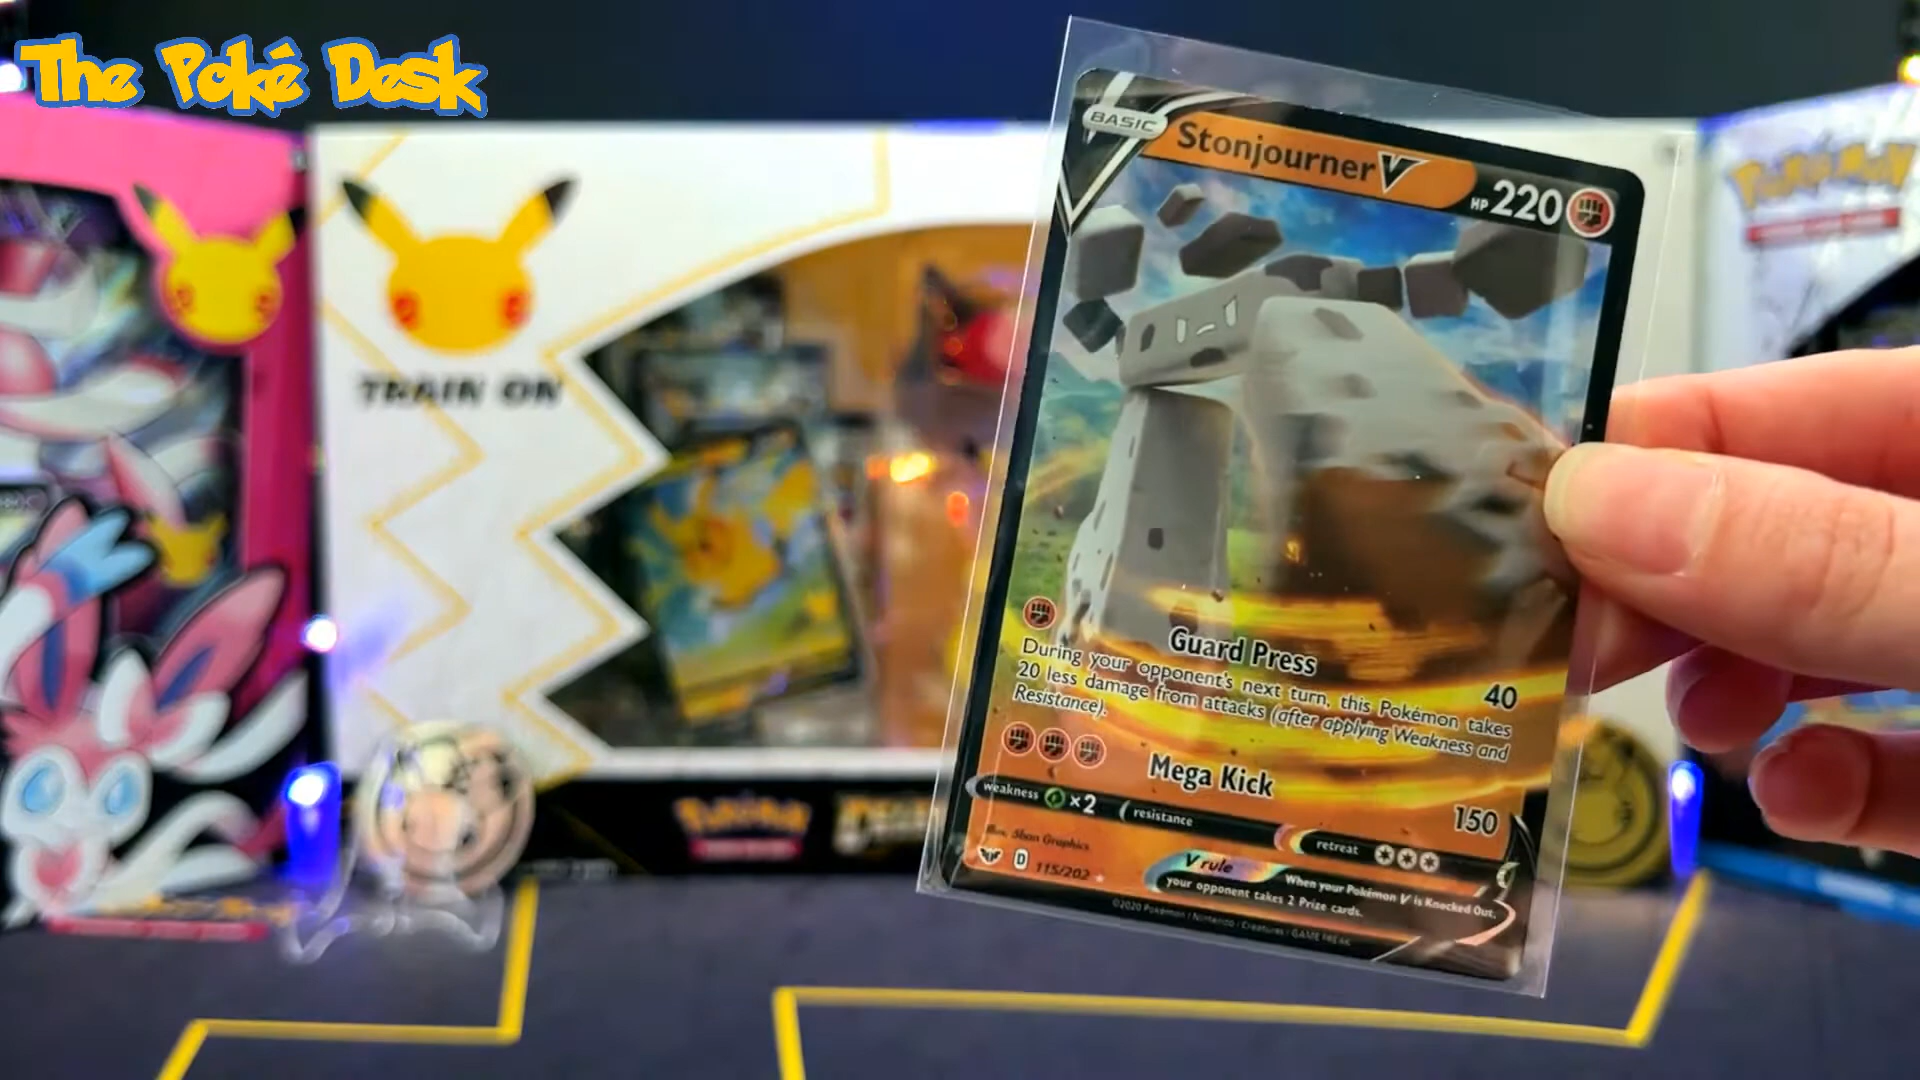 The Poké Desk
TRAIN ON
Pokémon
Pokémon
BASIC
Stonjourner V
HP 220
Guard Press
40
During your opponent's next turn, this Pokémon takes
20 less damage from attacks (after applying Weakness and
Resistance).
Mega Kick
150
weakness ×2
resistance
retreat
Illus. Shan Graphics
D 115/202
V rule
When your Pokémon V is Knocked Out,
your opponent takes 2 Prize cards.
©2020 Pokémon / Nintendo / Creatures / GAME FREAK